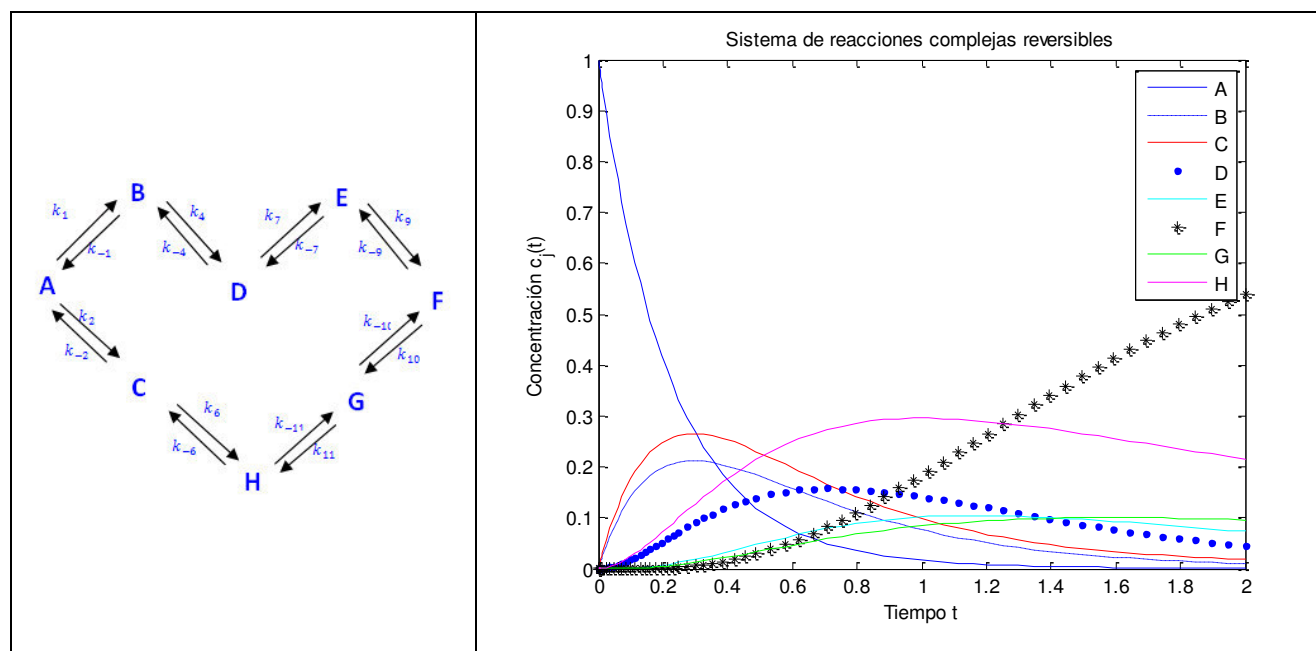 B
E
k₁
k₄
k₇
k₉
k₋₁
k₋₄
k₋₇
k₋₉
A
D
F
k₂
k₋₂
k₋₁₀
k₁₀
C
G
k₆
k₋₆
k₋₁₁
k₁₁
H
Sistema de reacciones complejas reversibles
Concentración c_j(t)
1
0.9
0.8
0.7
0.6
0.5
0.4
0.3
0.2
0.1
0
0 0.2 0.4 0.6 0.8 1 1.2 1.4 1.6 1.8 2
Tiempo t
A
B
C
D
E
F
G
H